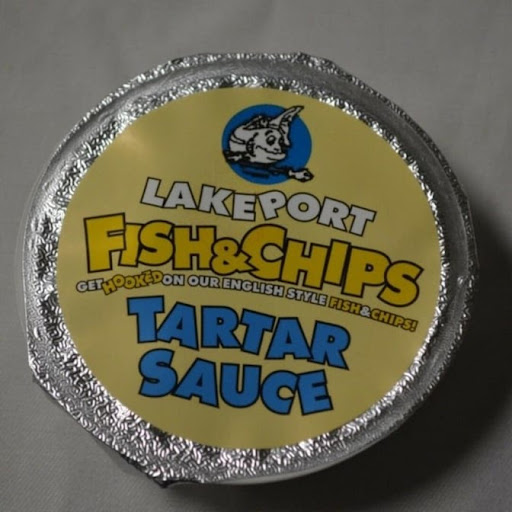 LAKEPORT
FISH&CHIPS
GET HOOKED ON OUR ENGLISH STYLE FISH&CHIPS!
TARTAR
SAUCE